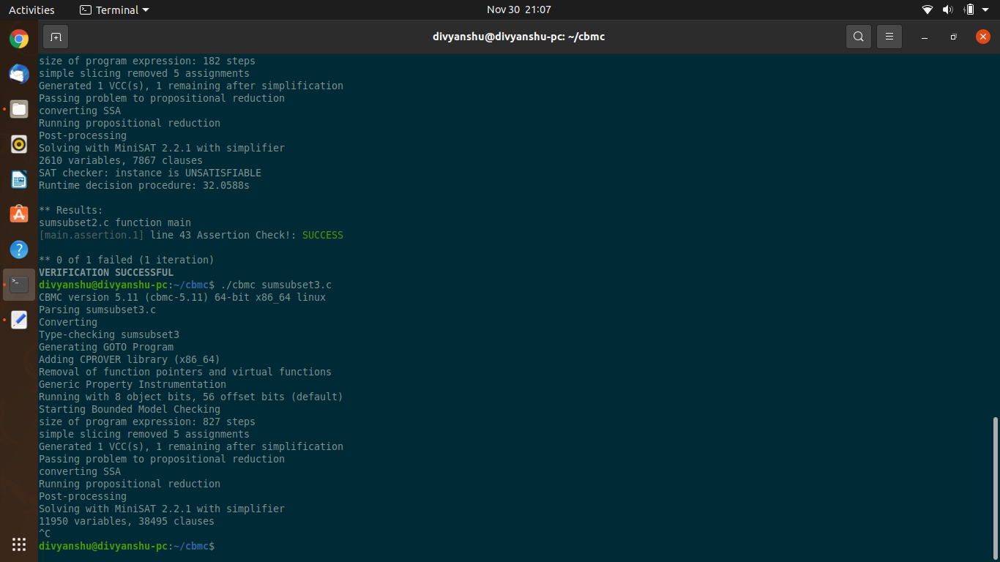 Activities
Terminal
Nov 30 21:07
divyanshu@divyanshu-pc: ~/cbmc
size of program expression: 182 steps
simple slicing removed 5 assignments
Generated 1 VCC(s), 1 remaining after simplification
Passing problem to propositional reduction
converting SSA
Running propositional reduction
Post-processing
Solving with MiniSAT 2.2.1 with simplifier
2610 variables, 7867 clauses
SAT checker: instance is UNSATISFIABLE
Runtime decision procedure: 32.0588s
** Results:
sumsubset2.c function main
[main.assertion.1] line 43 Assertion Check!: SUCCESS
** 0 of 1 failed (1 iteration)
VERIFICATION SUCCESSFUL
divyanshu@divyanshu-pc:~/cbmc$ ./cbmc sumsubset3.c
CBMC version 5.11 (cbmc-5.11) 64-bit x86_64 linux
Parsing sumsubset3.c
Converting
Type-checking sumsubset3
Generating GOTO Program
Adding CPROVER library (x86_64)
Removal of function pointers and virtual functions
Generic Property Instrumentation
Running with 8 object bits, 56 offset bits (default)
Starting Bounded Model Checking
size of program expression: 827 steps
simple slicing removed 5 assignments
Generated 1 VCC(s), 1 remaining after simplification
Passing problem to propositional reduction
converting SSA
Running propositional reduction
Post-processing
Solving with MiniSAT 2.2.1 with simplifier
11950 variables, 38495 clauses
^C
divyanshu@divyanshu-pc:~/cbmc$